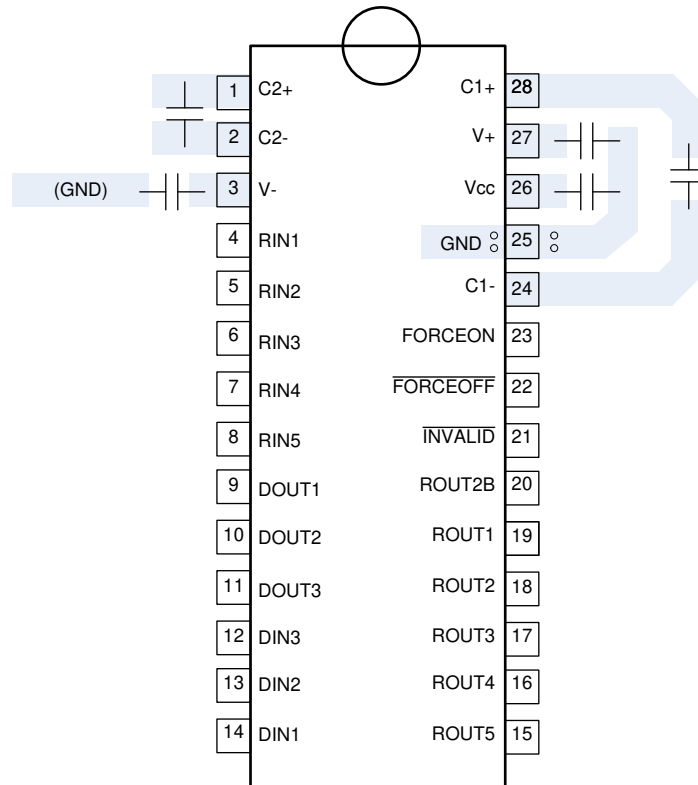 1 C2+ C1+ 28
2 C2- V+ 27
(GND) 3 V- Vcc 26
4 RIN1 GND 25
5 RIN2 C1- 24
6 RIN3 FORCEON 23
7 RIN4 FORCEOFF 22
8 RIN5 INVALID 21
9 DOUT1 ROUT2B 20
10 DOUT2 ROUT1 19
11 DOUT3 ROUT2 18
12 DIN3 ROUT3 17
13 DIN2 ROUT4 16
14 DIN1 ROUT5 15